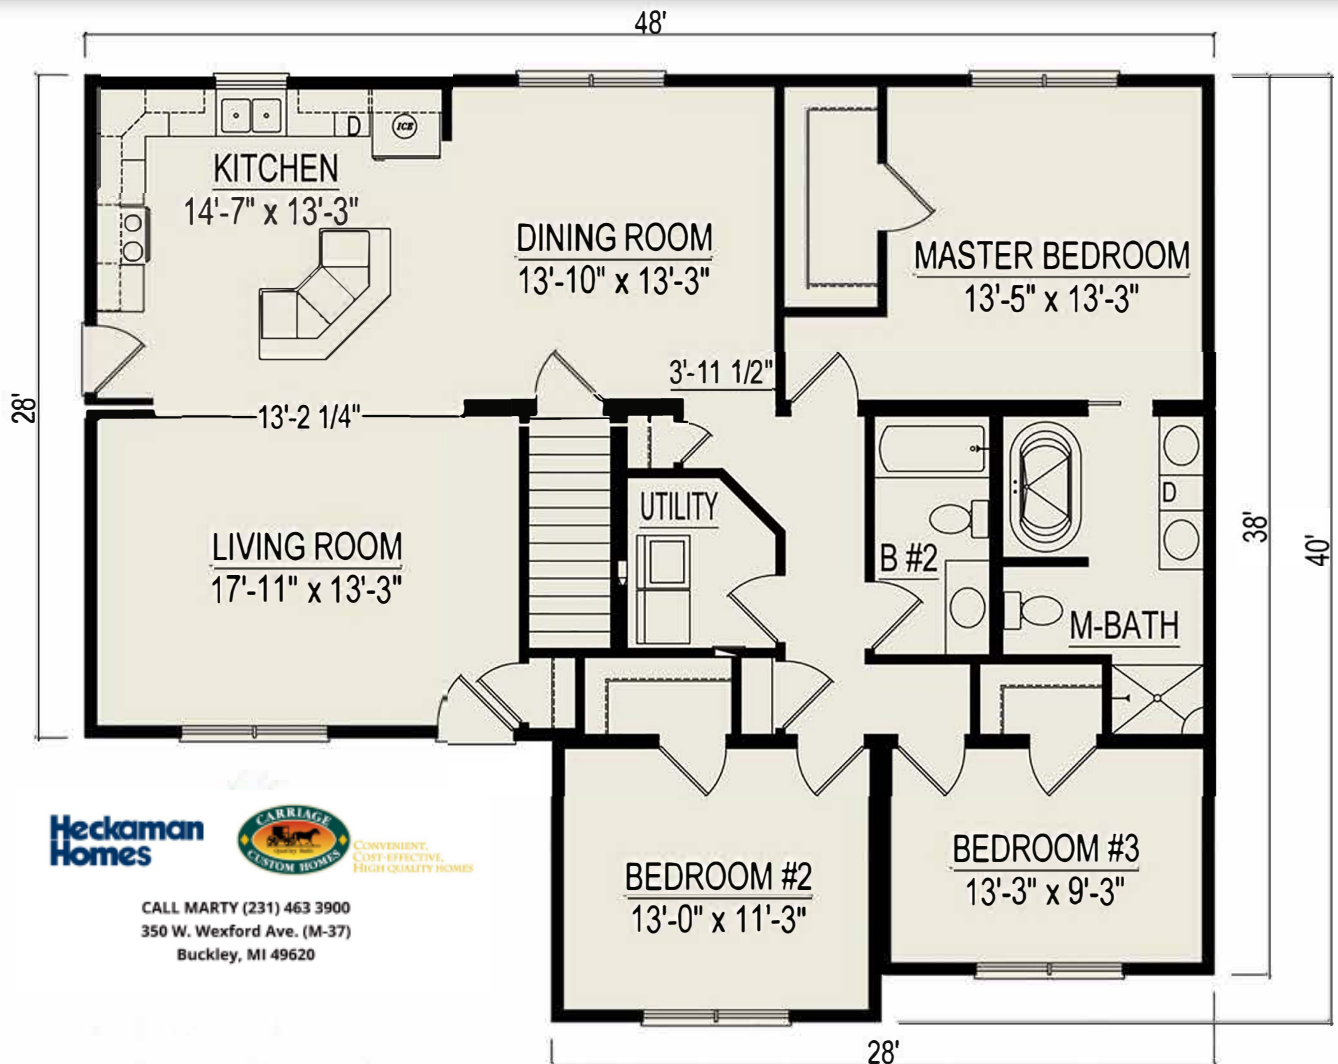 48'
KITCHEN
14'-7" x 13'-3"
D
ICE
DINING ROOM
13'-10" x 13'-3"
MASTER BEDROOM
13'-5" x 13'-3"
3'-11 1/2"
28'
13'-2 1/4"
LIVING ROOM
17'-11" x 13'-3"
UTILITY
B #2
D
M-BATH
38'
40'
BEDROOM #2
13'-0" x 11'-3"
BEDROOM #3
13'-3" x 9'-3"
28'
Heckaman
Homes
CARRIAGE
CUSTOM HOMES
CONVENIENT,
COST-EFFECTIVE,
HIGH QUALITY HOMES
CALL MARTY (231) 463 3900
350 W. Wexford Ave. (M-37)
Buckley, MI 49620